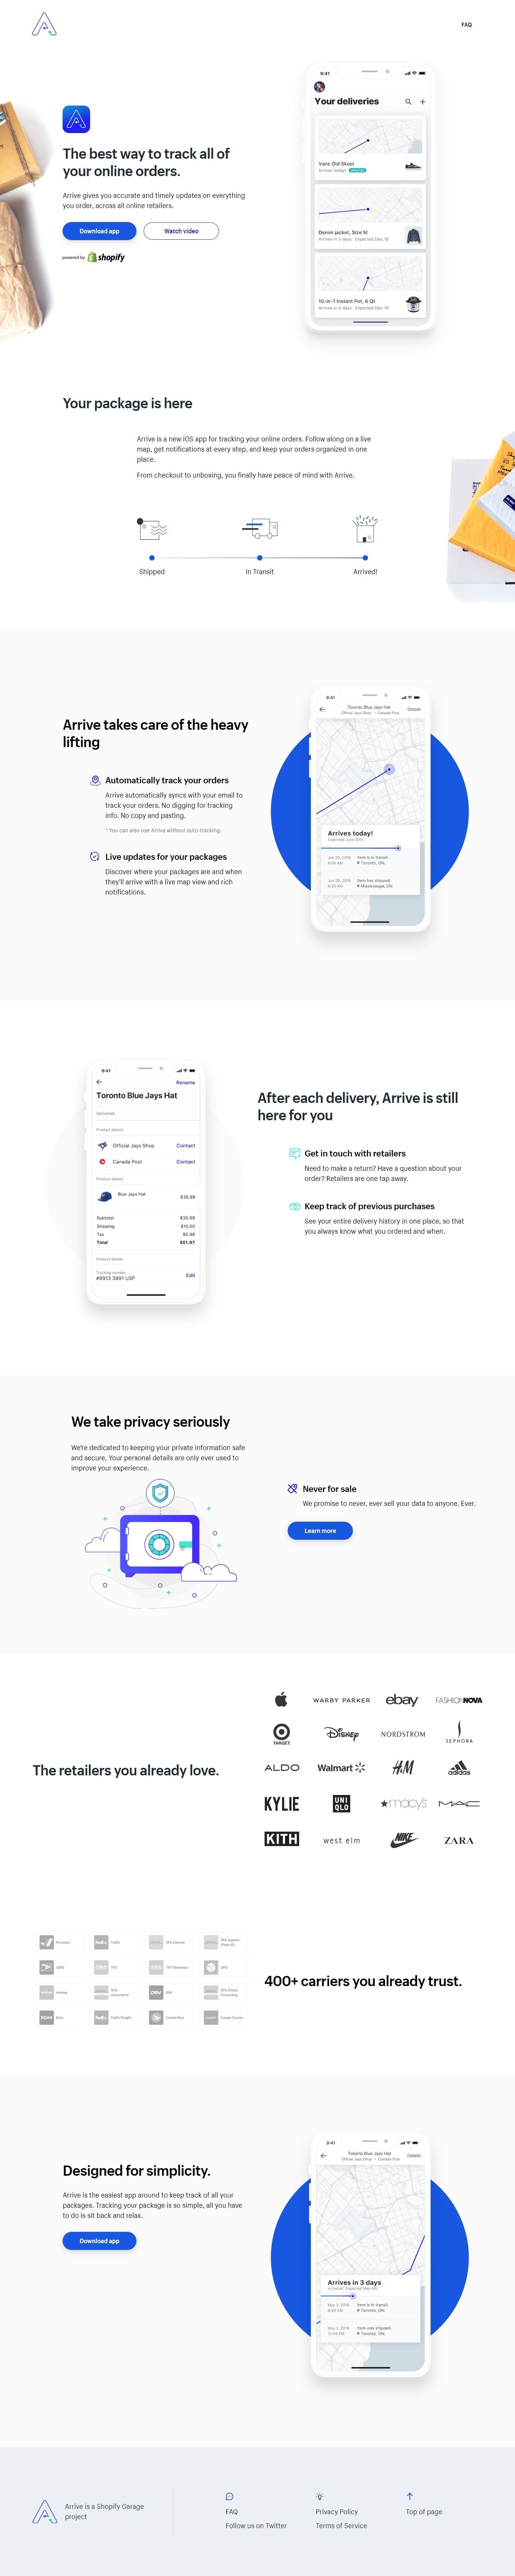 FAQ
The best way to track all of
your online orders.
Arrive gives you accurate and timely updates on everything
you order, across all online retailers.
Download app
Watch video
powered by shopify
9:41
Your deliveries
Vans Old Skool
Arrives today!
Denim jacket, Size M
Arrives in 3 days. Expected Dec 18
10-in-1 Instant Pot, 6 Qt
Arrives in 4 days. Expected Dec 19
Your package is here
Arrive is a new iOS app for tracking your online orders. Follow along on a live
map, get notifications at every step, and keep your orders organized in one
place.
From checkout to unboxing, you finally have peace of mind with Arrive.
Shipped
In Transit
Arrived!
Arrive takes care of the heavy
lifting
Automatically track your orders
Arrive automatically syncs with your email to
track your orders. No digging for tracking
info. No copy and pasting.
* You can also use Arrive without auto-tracking.
Live updates for your packages
Discover where your packages are and when
they'll arrive with a live map view and rich
notifications.
9:41
Toronto Blue Jays Hat
Official Jays Shop • Canada Post
Details
Arrives today!
Expected June 20th
Jun 20, 2018 Item is in transit.
9:05 AM Toronto, ON.
Jun 20, 2018 Item has shipped.
6:30 AM Mississauga, ON
9:41
Rename
Toronto Blue Jays Hat
Delivered
Product details
Official Jays Shop Contact
Canada Post Contact
Product details
Blue Jays Hat $35.99
Subtotal $35.99
Shipping $10.00
Tax $5.98
Total $51.97
Product details
Tracking number
#8913 3891 USP
Edit
After each delivery, Arrive is still
here for you
Get in touch with retailers
Need to make a return? Have a question about your
order? Retailers are one tap away.
Keep track of previous purchases
See your entire delivery history in one place, so that
you always know what you ordered and when.
We take privacy seriously
We're dedicated to keeping your private information safe
and secure. Your personal details are only ever used to
improve your experience.
Never for sale
We promise to never, ever sell your data to anyone. Ever.
Learn more
The retailers you already love.
WARBY PARKER ebay FASHIONNOVA
TARGET. Disney NORDSTROM SEPHORA
ALDO Walmart H&M adidas
KYLIE UNIQLO macy's MAC
KITH west elm NIKE ZARA
Purolator FedEx DHL Express DHL Express (Piece ID)
USPS TNT TNT Reference DPD
Aramex DHL eCommerce DSV DHL Global Forwarding
Echo FedEx Freight Canada Post Canpar Courier
400+ carriers you already trust.
Designed for simplicity.
Arrive is the easiest app around to keep track of all your
packages. Tracking your package is so simple, all you have
to do is sit back and relax.
Download app
9:41
Toronto Blue Jays Hat
Official Jays Shop • Canada Post
Details
Arrives in 3 days
In transit. Expected May 6th.
May 3, 2018 Item is in transit.
8:30 AM Toronto, ON.
May 3, 2018 Item was shipped.
12:45 PM Toronto, ON.
Arrive is a Shopify Garage
project
FAQ
Follow us on Twitter
Privacy Policy
Terms of Service
Top of page